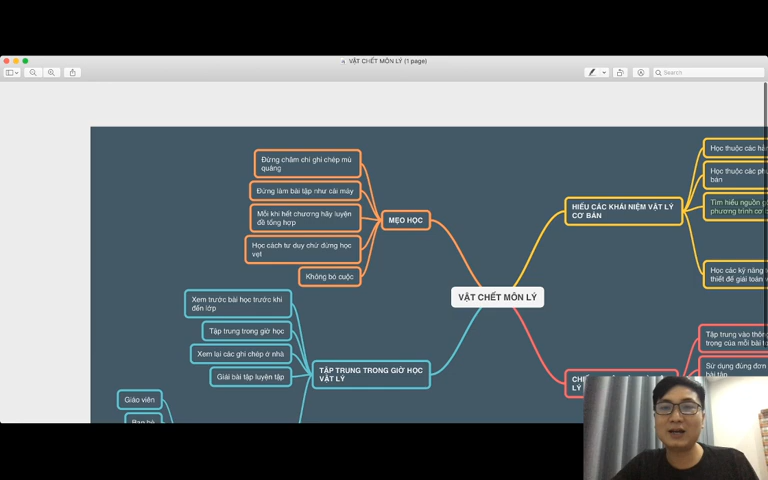 VẬT CHẾT MÔN LÝ (1 page)
Search
Đừng chăm chỉ ghi chép mù
quáng
Đừng làm bài tập như cái máy
Mỗi khi hết chương hãy luyện
đề tổng hợp
Học cách tư duy chứ đừng học
vẹt
Không bỏ cuộc
MẸO HỌC
Xem trước bài học trước khi
đến lớp
Tập trung trong giờ học
Xem lại các ghi chép ở nhà
Giải bài tập luyện tập
TẬP TRUNG TRONG GIỜ HỌC
VẬT LÝ
Giáo viên
Bạn bè
VẬT CHẾT MÔN LÝ
HIỂU CÁC KHÁI NIỆM VẬT LÝ
CƠ BẢN
Học thuộc các
Học thuộc các
bản
Tìm hiểu nguồn
phương trình cơ
Học các kỹ năng
thiết để giải toán
Tập trung vào
trọng của mỗi bài
Sử dụng đúng đơn
bài tập
LÝ